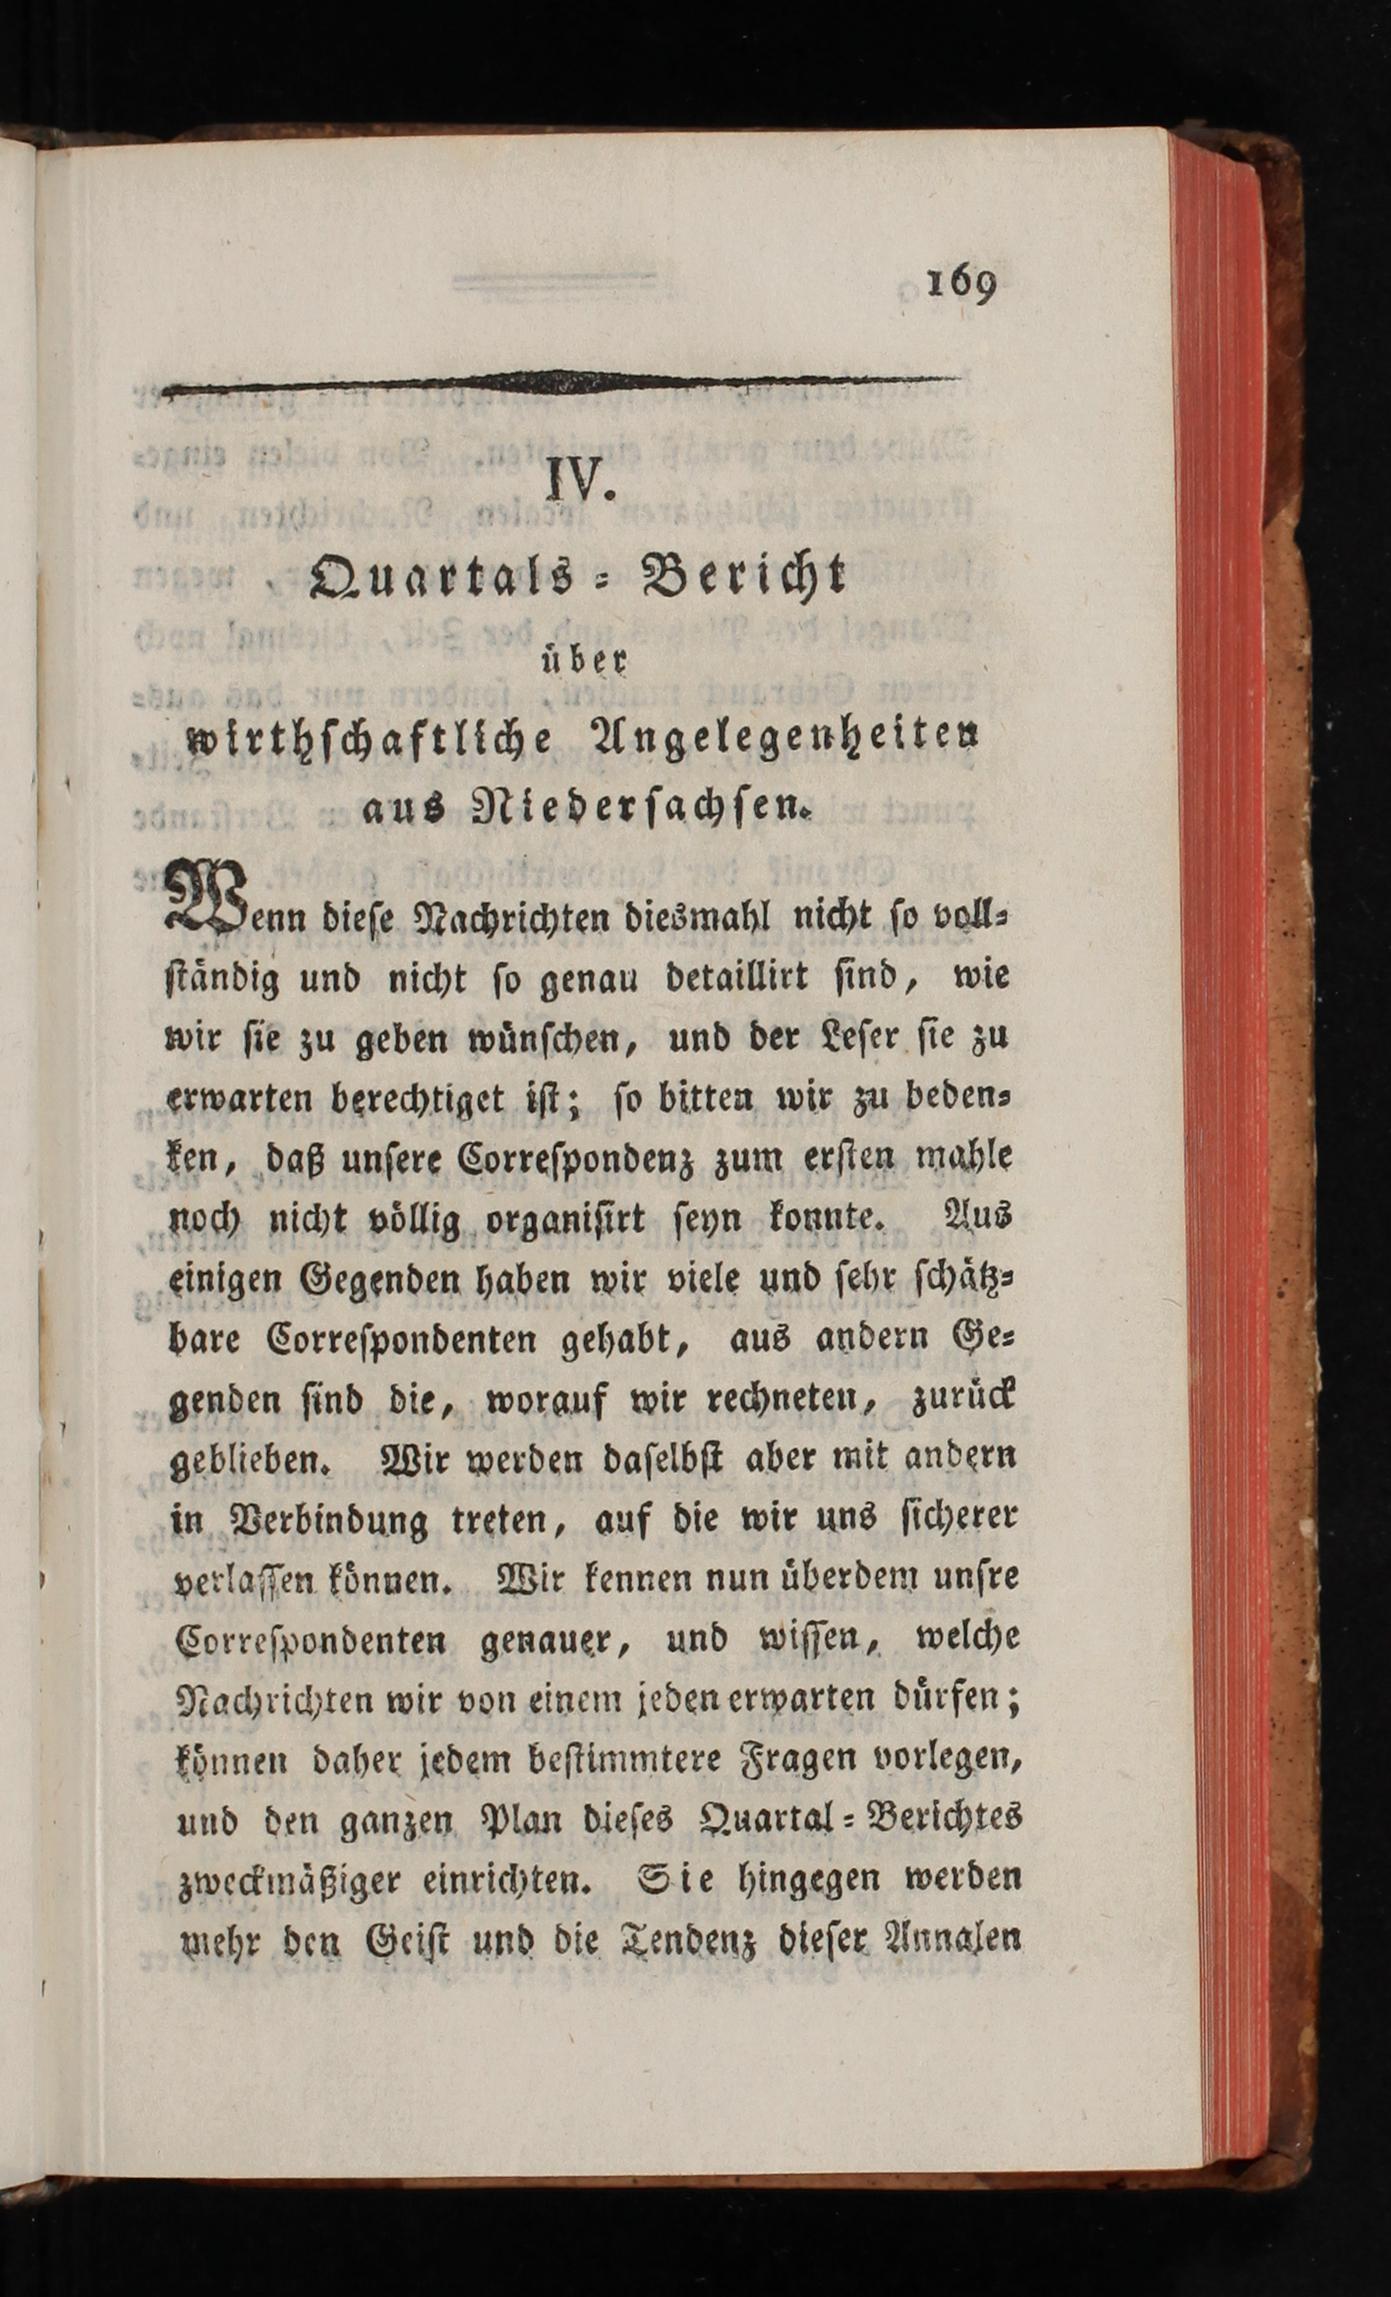 169
IV.
Quartals-Bericht
über
wirthschaftliche Angelegenheiten
aus Niedersachsen.
Wenn diese Nachrichten diesmahl nicht so voll-
ständig und nicht so genau detaillirt sind, wie
wir sie zu geben wünschen, und der Leser sie zu
erwarten berechtiget ist; so bitten wir zu beden-
ken, daß unsere Correspondenz zum ersten mahle
noch nicht völlig organisirt seyn konnte. Aus
einigen Gegenden haben wir viele und sehr schätz-
bare Correspondenten gehabt, aus andern Ge-
genden sind die, worauf wir rechneten, zurück
geblieben. Wir werden daselbst aber mit andern
in Verbindung treten, auf die wir uns sicherer
verlassen können. Wir kennen nun überdem unsre
Correspondenten genauer, und wissen, welche
Nachrichten wir von einem jeden erwarten dürfen;
können daher jedem bestimmtere Fragen vorlegen,
und den ganzen Plan dieses Quartal-Berichtes
zweckmäßiger einrichten. Sie hingegen werden
mehr den Geist und die Tendenz dieser Annalen